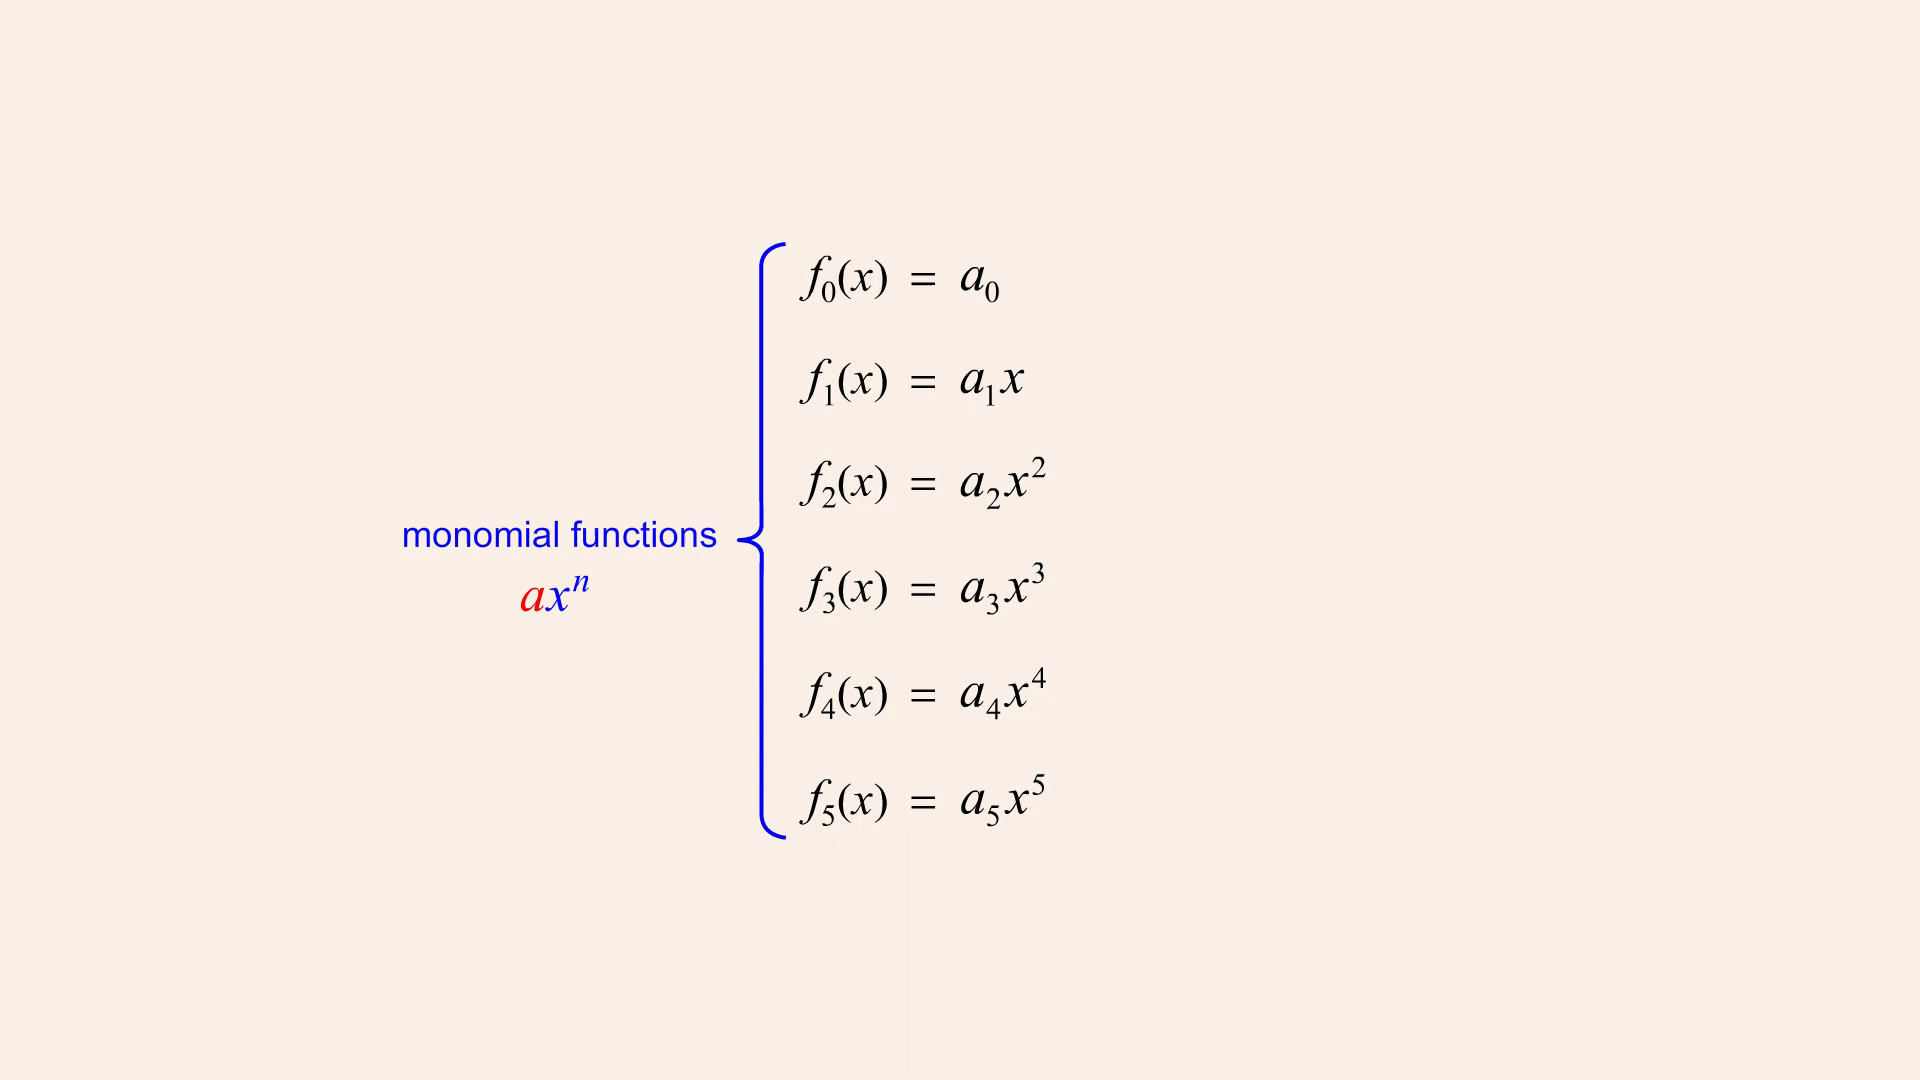 f₀(x) = a₀
f₁(x) = a₁x
f₂(x) = a₂x²
monomial functions
axⁿ
f₃(x) = a₃x³
f₄(x) = a₄x⁴
f₅(x) = a₅x⁵